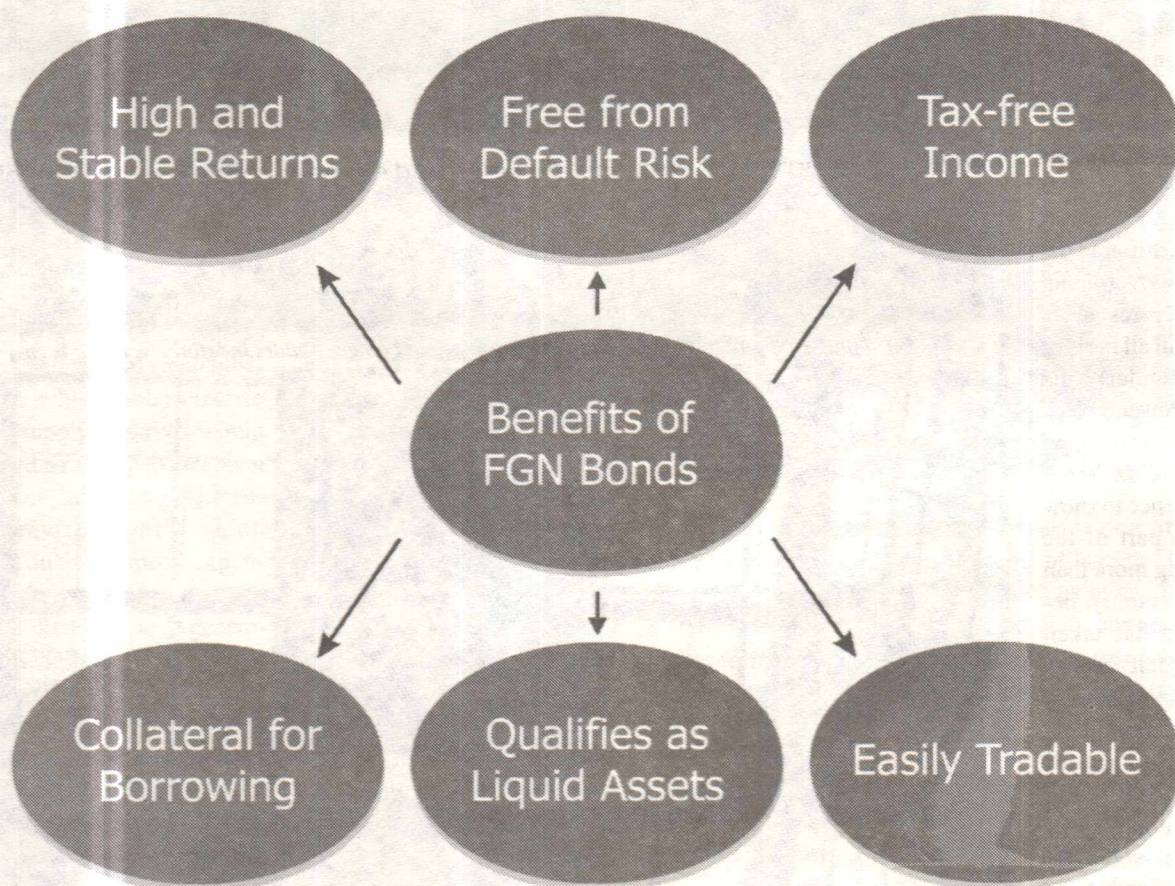 High and
Stable Returns
Free from
Default Risk
Tax-free
Income
Benefits of
FGN Bonds
Collateral for
Borrowing
Qualifies as
Liquid Assets
Easily Tradable